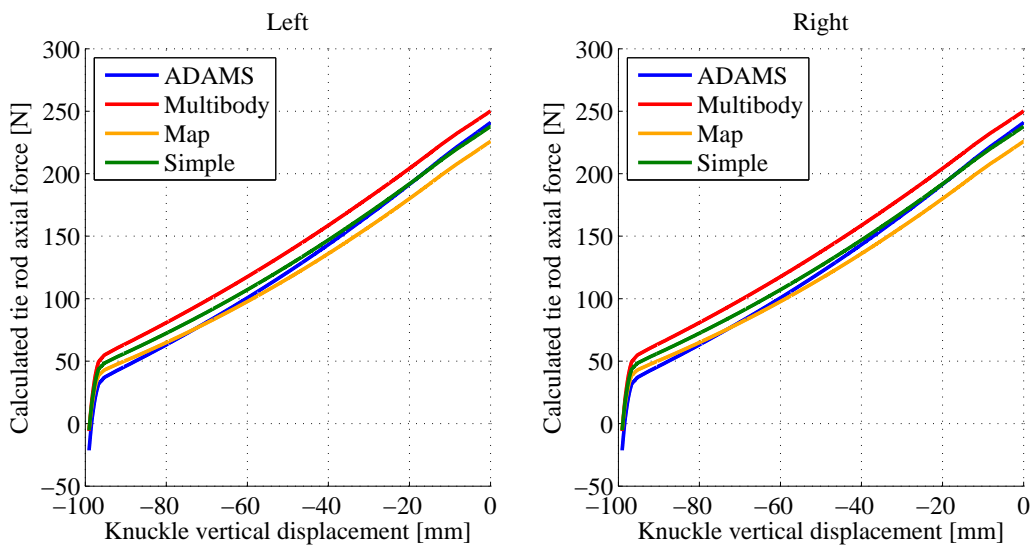 Left
Calculated tie rod axial force [N]
300
250
200
150
100
50
0
−50
ADAMS
Multibody
Map
Simple
−100 −80 −60 −40 −20 0
Knuckle vertical displacement [mm]
Right
Calculated tie rod axial force [N]
300
250
200
150
100
50
0
−50
ADAMS
Multibody
Map
Simple
−100 −80 −60 −40 −20 0
Knuckle vertical displacement [mm]